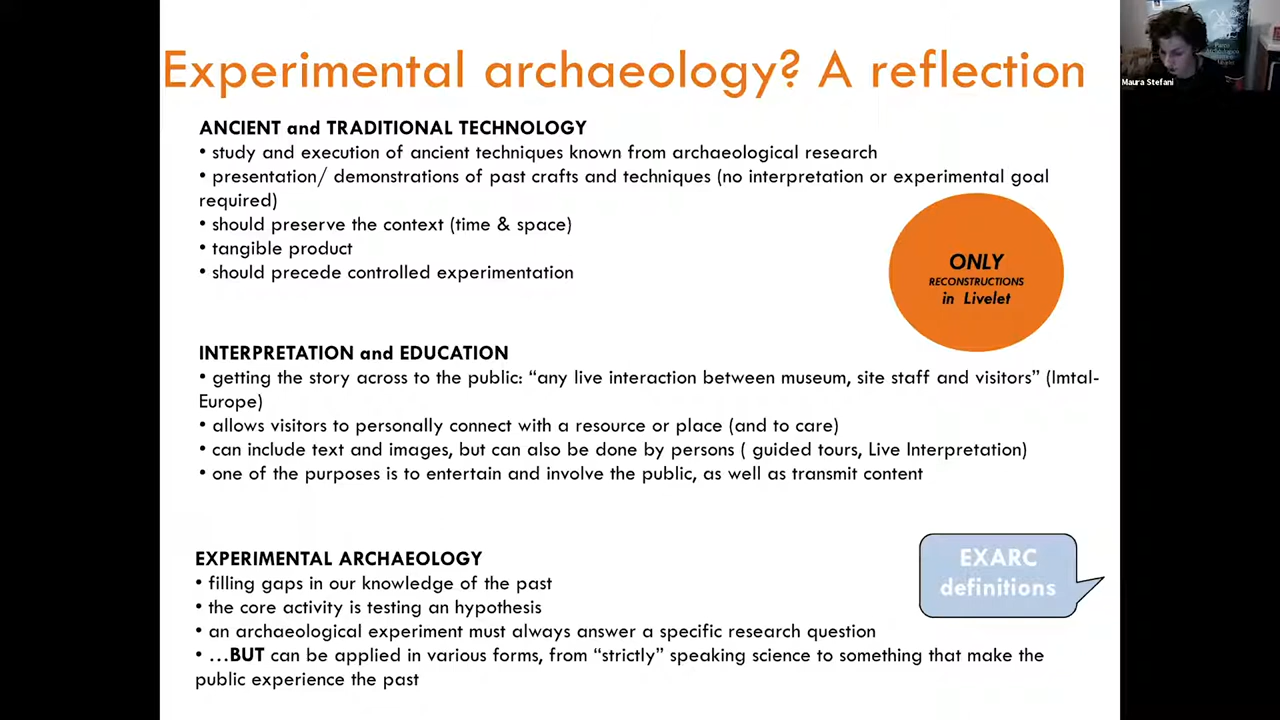 Experimental archaeology? A reflection
Maura Stefani
ANCIENT and TRADITIONAL TECHNOLOGY
• study and execution of ancient techniques known from archaeological research
• presentation/ demonstrations of past crafts and techniques (no interpretation or experimental goal
required)
• should preserve the context (time & space)
• tangible product
• should precede controlled experimentation
ONLY
RECONSTRUCTIONS
in Livelet
INTERPRETATION and EDUCATION
• getting the story across to the public: “any live interaction between museum, site staff and visitors” (Imtal-
Europe)
• allows visitors to personally connect with a resource or place (and to care)
• can include text and images, but can also be done by persons ( guided tours, Live Interpretation)
• one of the purposes is to entertain and involve the public, as well as transmit content
EXARC
definitions
EXPERIMENTAL ARCHAEOLOGY
• filling gaps in our knowledge of the past
• the core activity is testing an hypothesis
• an archaeological experiment must always answer a specific research question
• …BUT can be applied in various forms, from “strictly” speaking science to something that make the
public experience the past